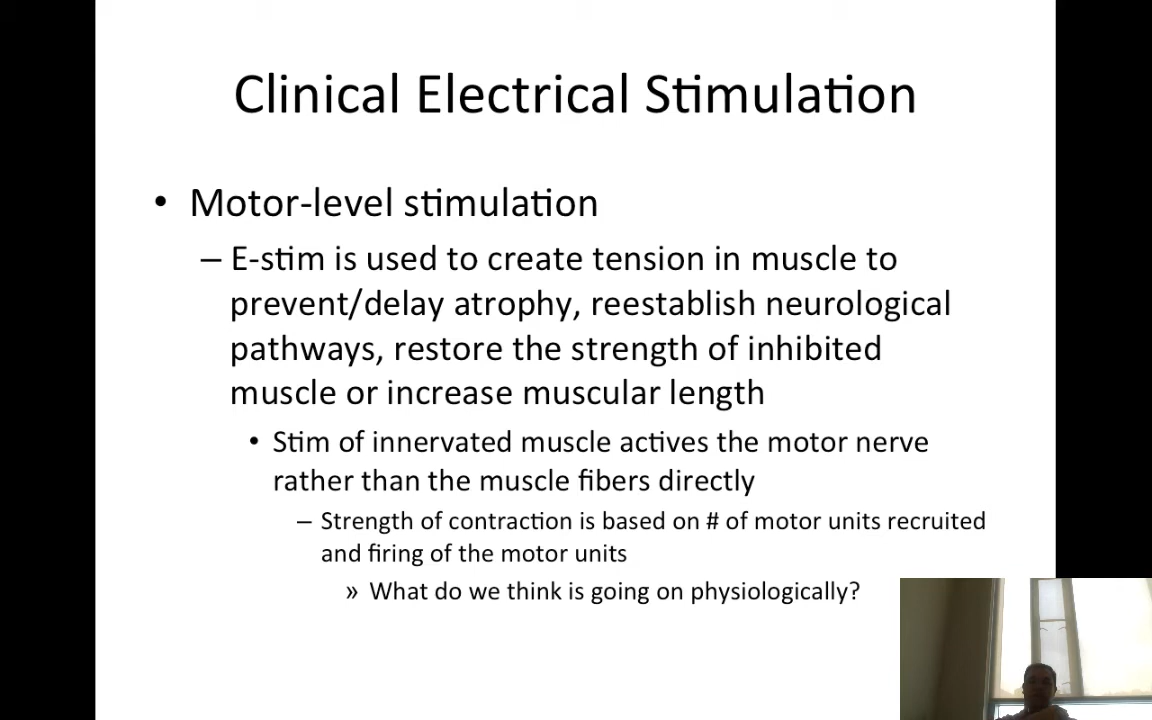 Clinical Electrical Stimulation
• Motor-level stimulation
– E-stim is used to create tension in muscle to
prevent/delay atrophy, reestablish neurological
pathways, restore the strength of inhibited
muscle or increase muscular length
• Stim of innervated muscle actives the motor nerve
rather than the muscle fibers directly
– Strength of contraction is based on # of motor units recruited
and firing of the motor units
» What do we think is going on physiologically?